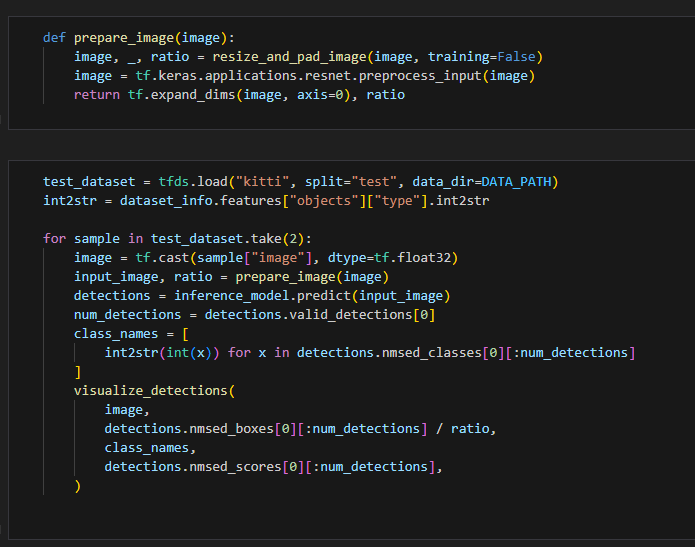 def prepare_image(image):
    image, _, ratio = resize_and_pad_image(image, training=False)
    image = tf.keras.applications.resnet.preprocess_input(image)
    return tf.expand_dims(image, axis=0), ratio
test_dataset = tfds.load("kitti", split="test", data_dir=DATA_PATH)
int2str = dataset_info.features["objects"]["type"].int2str
for sample in test_dataset.take(2):
    image = tf.cast(sample["image"], dtype=tf.float32)
    input_image, ratio = prepare_image(image)
    detections = inference_model.predict(input_image)
    num_detections = detections.valid_detections[0]
    class_names = [
        int2str(int(x)) for x in detections.nmsed_classes[0][:num_detections]
    ]
    visualize_detections(
        image,
        detections.nmsed_boxes[0][:num_detections] / ratio,
        class_names,
        detections.nmsed_scores[0][:num_detections],
    )